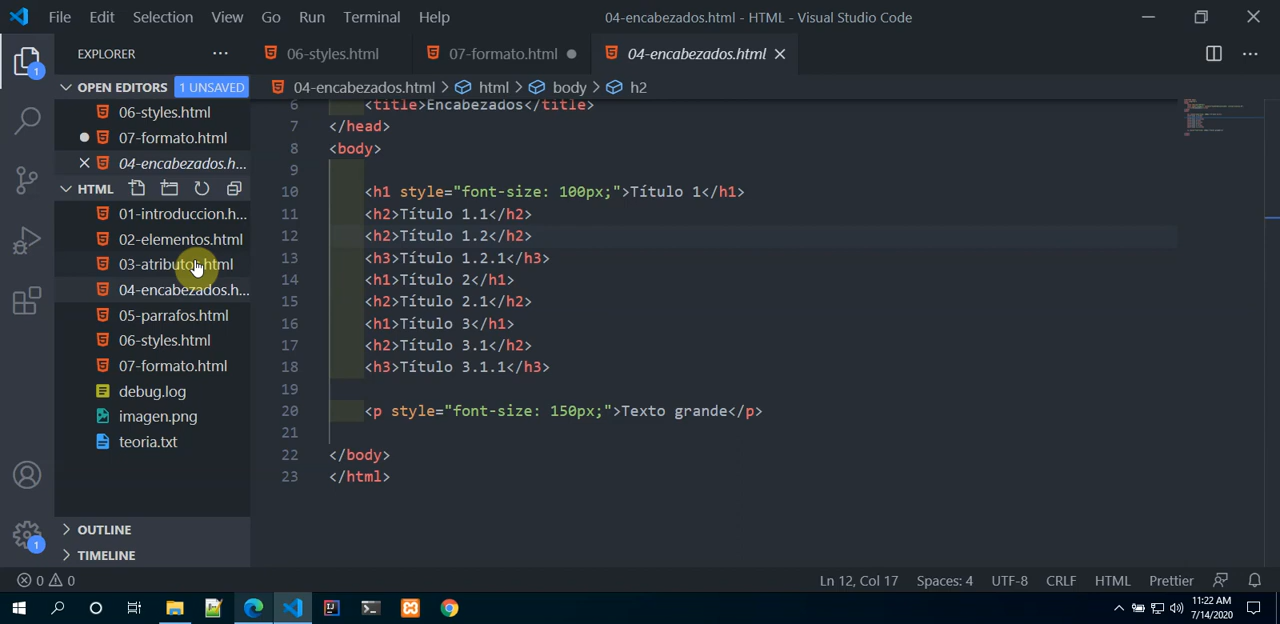 File Edit Selection View Go Run Terminal Help 04-encabezados.html - HTML - Visual Studio Code
EXPLORER ··· 06-styles.html 07-formato.html 04-encabezados.html
OPEN EDITORS 1 UNSAVED
04-encabezados.html > html > body > h2
06-styles.html
07-formato.html
04-encabezados.h...
HTML
01-introduccion.h...
02-elementos.html
03-atributos.html
04-encabezados.h...
05-parrafos.html
06-styles.html
07-formato.html
debug.log
imagen.png
teoria.txt
OUTLINE
TIMELINE
1
1
6 <title>Encabezados</title>
7 </head>
8 <body>
9
10 <h1 style="font-size: 100px;">Título 1</h1>
11 <h2>Título 1.1</h2>
12 <h2>Título 1.2</h2>
13 <h3>Título 1.2.1</h3>
14 <h1>Título 2</h1>
15 <h2>Título 2.1</h2>
16 <h1>Título 3</h1>
17 <h2>Título 3.1</h2>
18 <h3>Título 3.1.1</h3>
19
20 <p style="font-size: 150px;">Texto grande</p>
21
22 </body>
23 </html>
0 0 Ln 12, Col 17 Spaces: 4 UTF-8 CRLF HTML Prettier
11:22 AM
7/14/2020